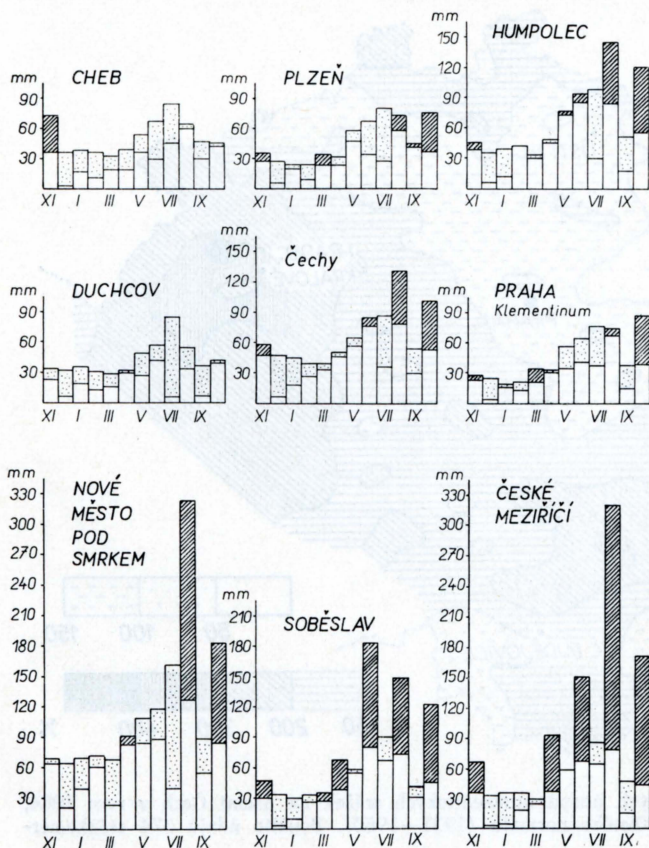 mm
CHEB
90
60
30
XI
I
III
V
VII
IX
mm
PLZEŇ
90
60
30
XI
I
III
V
VII
IX
HUMPOLEC
mm
150
120
90
60
30
XI
I
III
V
VII
IX
mm
DUCHCOV
90
60
30
XI
I
III
V
VII
IX
mm
Čechy
150
120
90
60
30
XI
I
III
V
VII
IX
mm
PRAHA
Klementinum
90
60
30
XI
I
III
V
VII
IX
mm
NOVÉ
MĚSTO
POD
SMRKEM
330
300
270
240
210
180
150
120
90
60
30
XI
I
III
V
VII
IX
mm
SOBĚSLAV
210
180
150
120
90
60
30
XI
I
III
V
VII
IX
mm
ČESKÉ
MEZIŘÍČÍ
330
300
270
240
210
180
150
120
90
60
30
XI
I
III
V
VII
IX